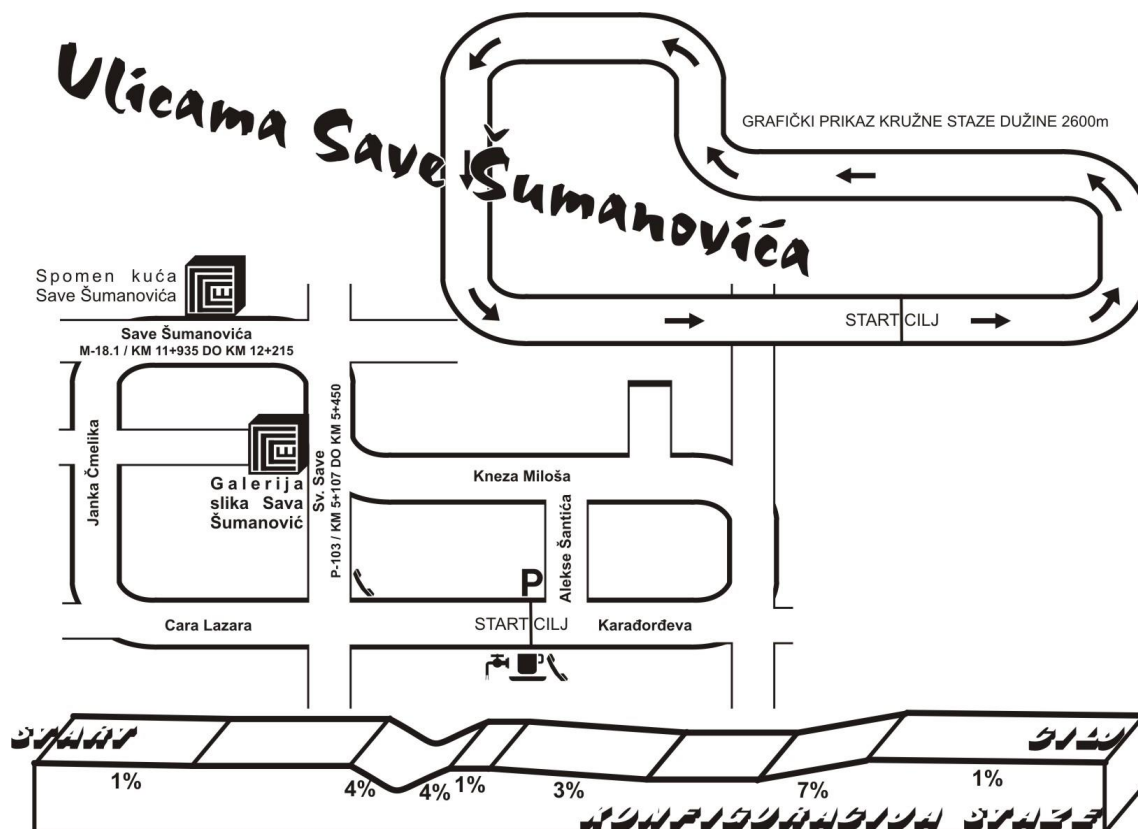 Ulicama Save Šumanovića
GRAFIČKI PRIKAZ KRUŽNE STAZE DUŽINE 2600m
START CILJ
Spomen kuća
Save Šumanovića
Save Šumanovića
M-18.1 / KM 11+935 DO KM 12+215
Janka Čmelika
Galerija
slika Sava
Šumanović
Sv. Save
P-103 / KM 5+107 DO KM 5+450
Kneza Miloša
Alekse Šantića
P
Cara Lazara
START CILJ
Karađorđeva
START
CILJ
1%
4%
4%
1%
3%
7%
1%
KONFIGURACIJA STAZE